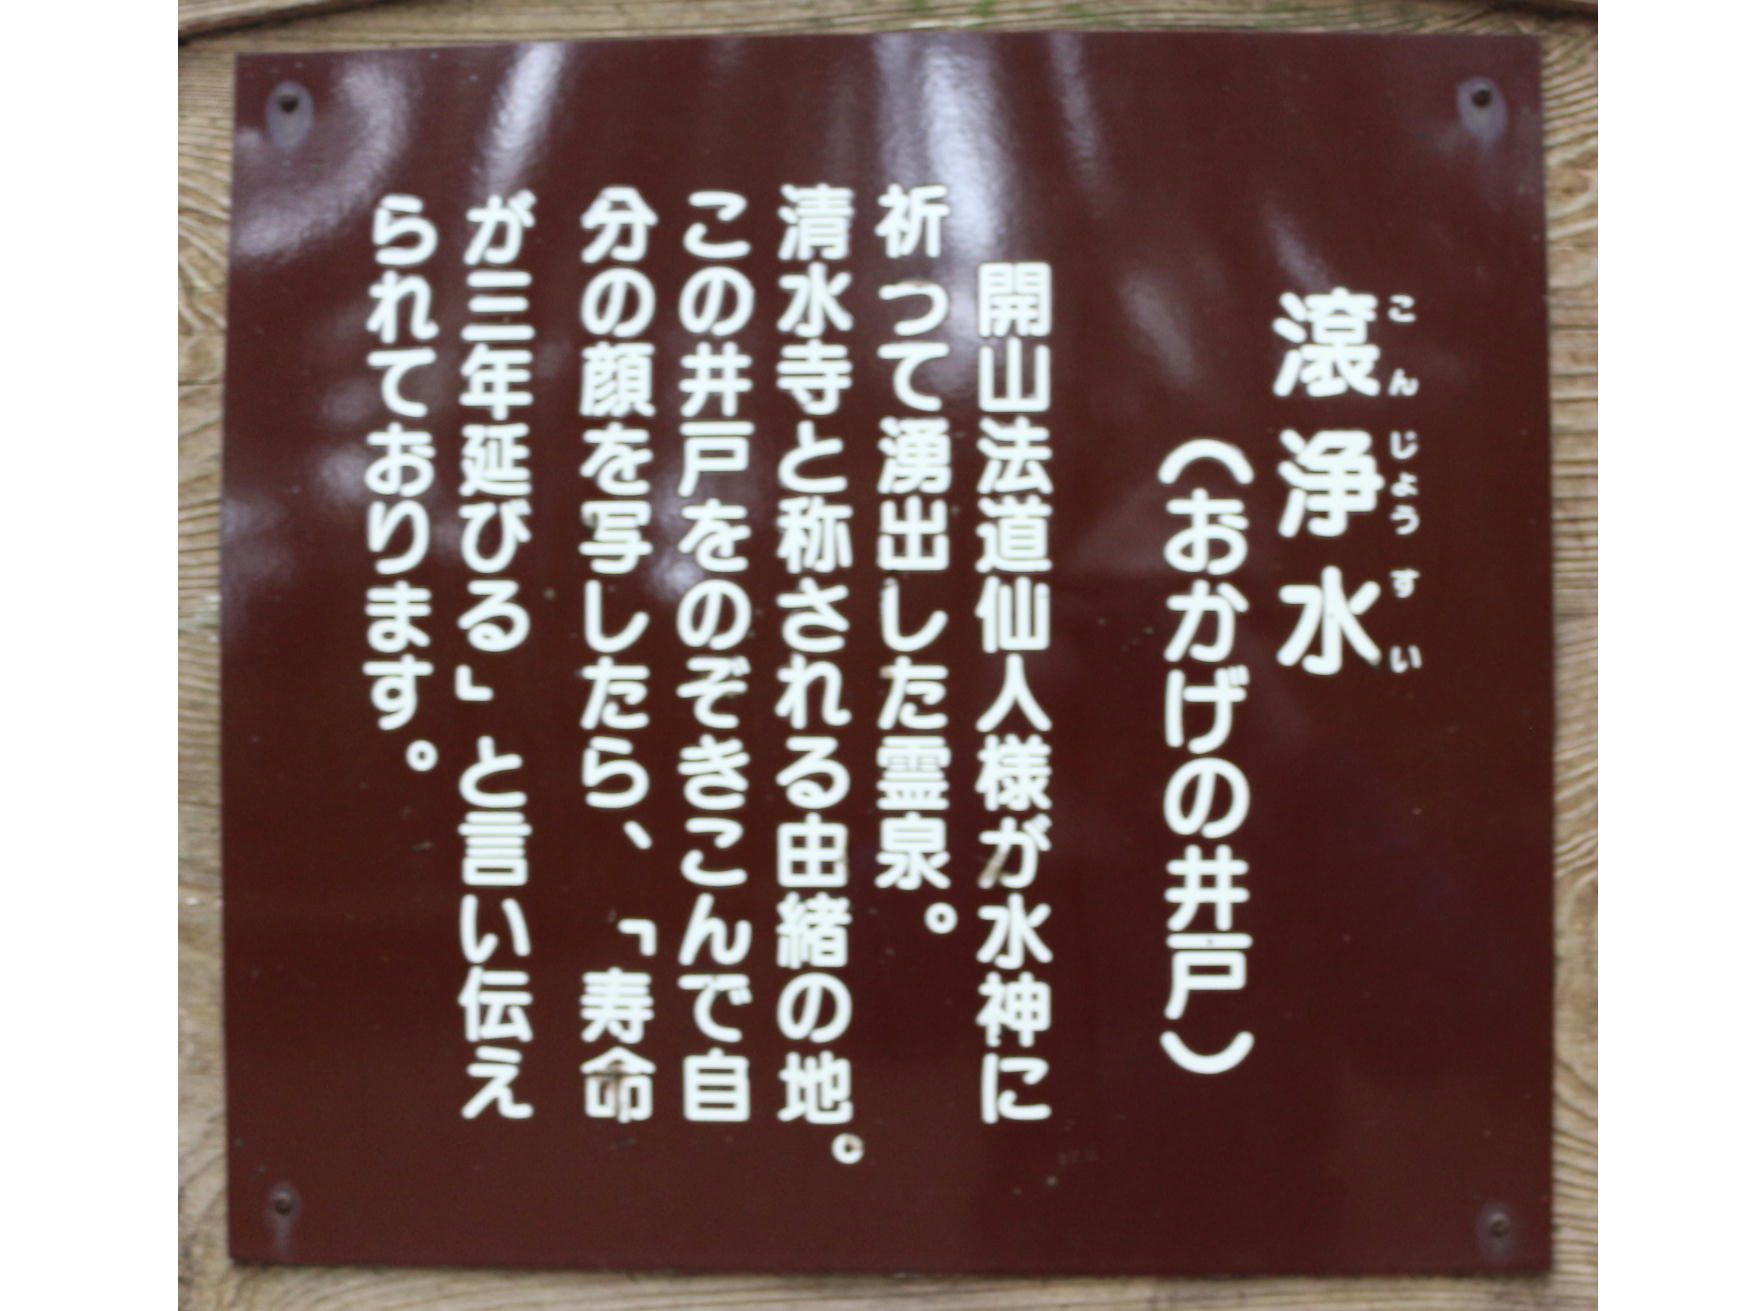 滾浄水
こんじょうすい
（おかげの井戸）
開山法道仙人様が水神に
祈って湧出した霊泉。
清水寺と称される由緒の地。
この井戸をのぞきこんで自
分の顔を写したら、「寿命
が三年延びる」と言い伝え
られております。